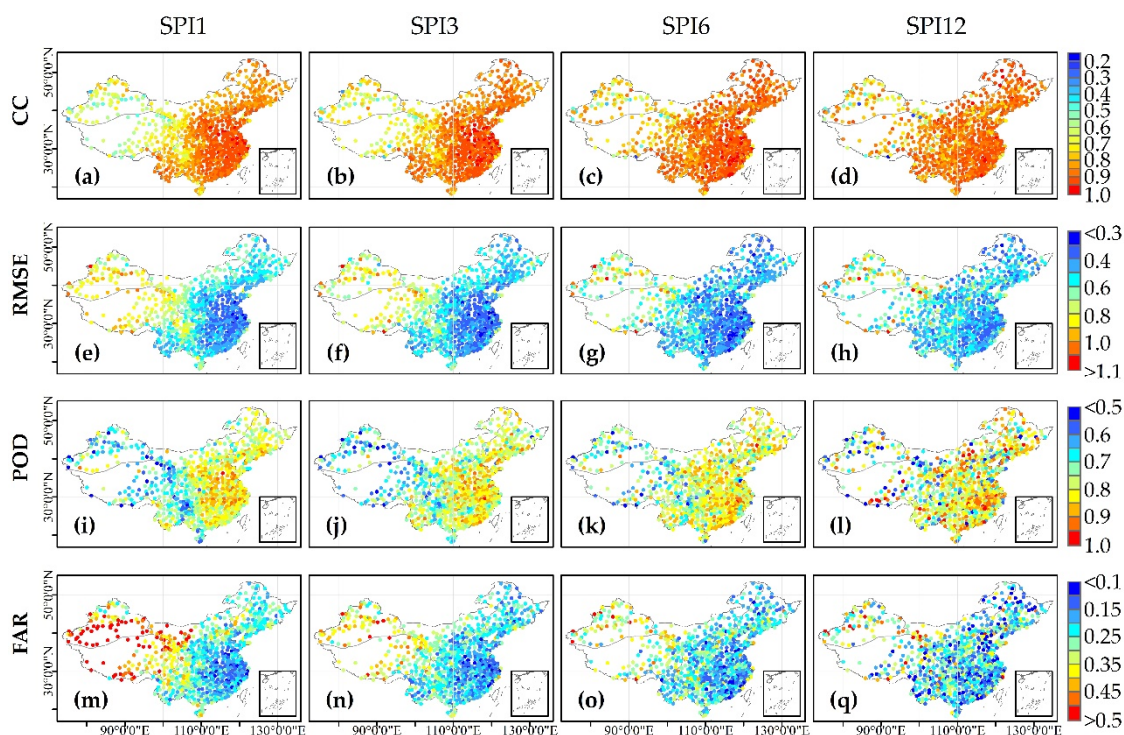 SPI1 SPI3 SPI6 SPI12
CC
50°0'0"N
30°0'0"N
(a) (b) (c) (d)
0.2
0.3
0.4
0.5
0.6
0.7
0.8
0.9
1.0
RMSE
50°0'0"N
30°0'0"N
(e) (f) (g) (h)
<0.3
0.4
0.6
0.8
1.0
>1.1
POD
50°0'0"N
30°0'0"N
(i) (j) (k) (l)
<0.5
0.6
0.7
0.8
0.9
1.0
FAR
50°0'0"N
30°0'0"N
(m) (n) (o) (q)
<0.1
0.15
0.25
0.35
0.45
>0.5
90°0'0"E 110°0'0"E 130°0'0"E 90°0'0"E 110°0'0"E 130°0'0"E 90°0'0"E 110°0'0"E 130°0'0"E 90°0'0"E 110°0'0"E 130°0'0"E